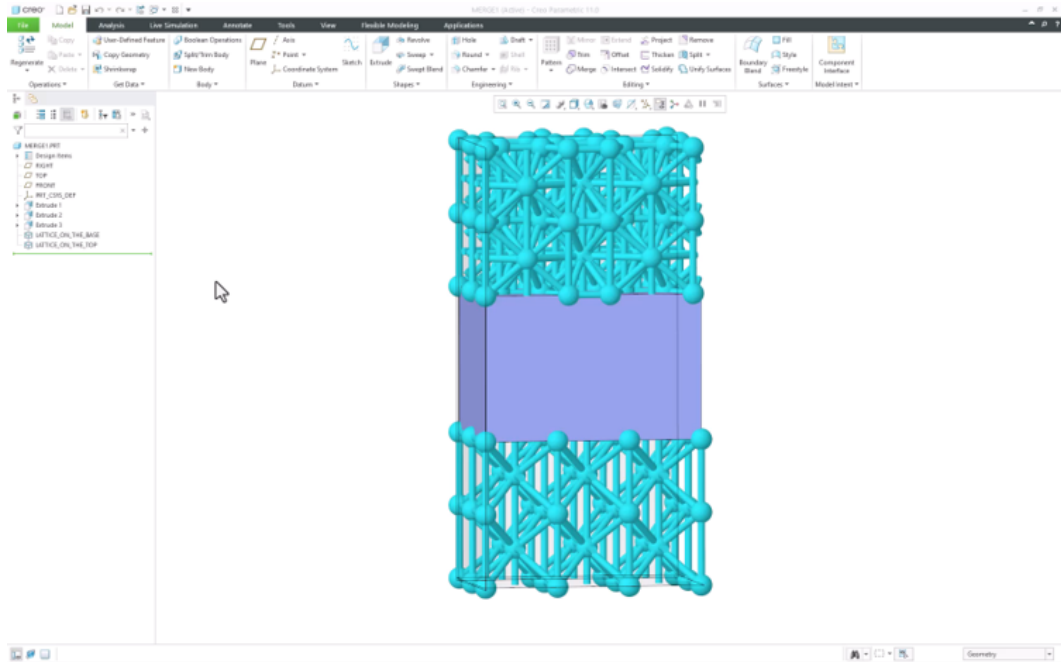 creo
MERGE1 (Active) - Creo Parametric 11.0
File Model Analysis Live Simulation Annotate Tools View Flexible Modeling Applications
Regenerate
Copy
Paste
Delete
User-Defined Feature
Copy Geometry
Shrinkwrap
Boolean Operations
Split/Trim Body
New Body
Plane
Axis
Point
Coordinate System
Sketch
Extrude
Revolve
Sweep
Swept Blend
Hole
Round
Chamfer
Draft
Shell
Rib
Pattern
Mirror
Extend
Project
Remove
Trim
Offset
Thicken
Split
Merge
Intersect
Solidify
Unify Surfaces
Boundary
Blend
Fill
Style
Freestyle
Component
Interface
Operations Get Data Body Datum Shapes Engineering Editing Surfaces Model Intent
MERGE1.PRT
Design Items
RIGHT
TOP
FRONT
PRT_CSYS_DEF
Extrude 1
Extrude 2
Extrude 3
LATTICE_ON_THE_BASE
LATTICE_ON_THE_TOP
Geometry